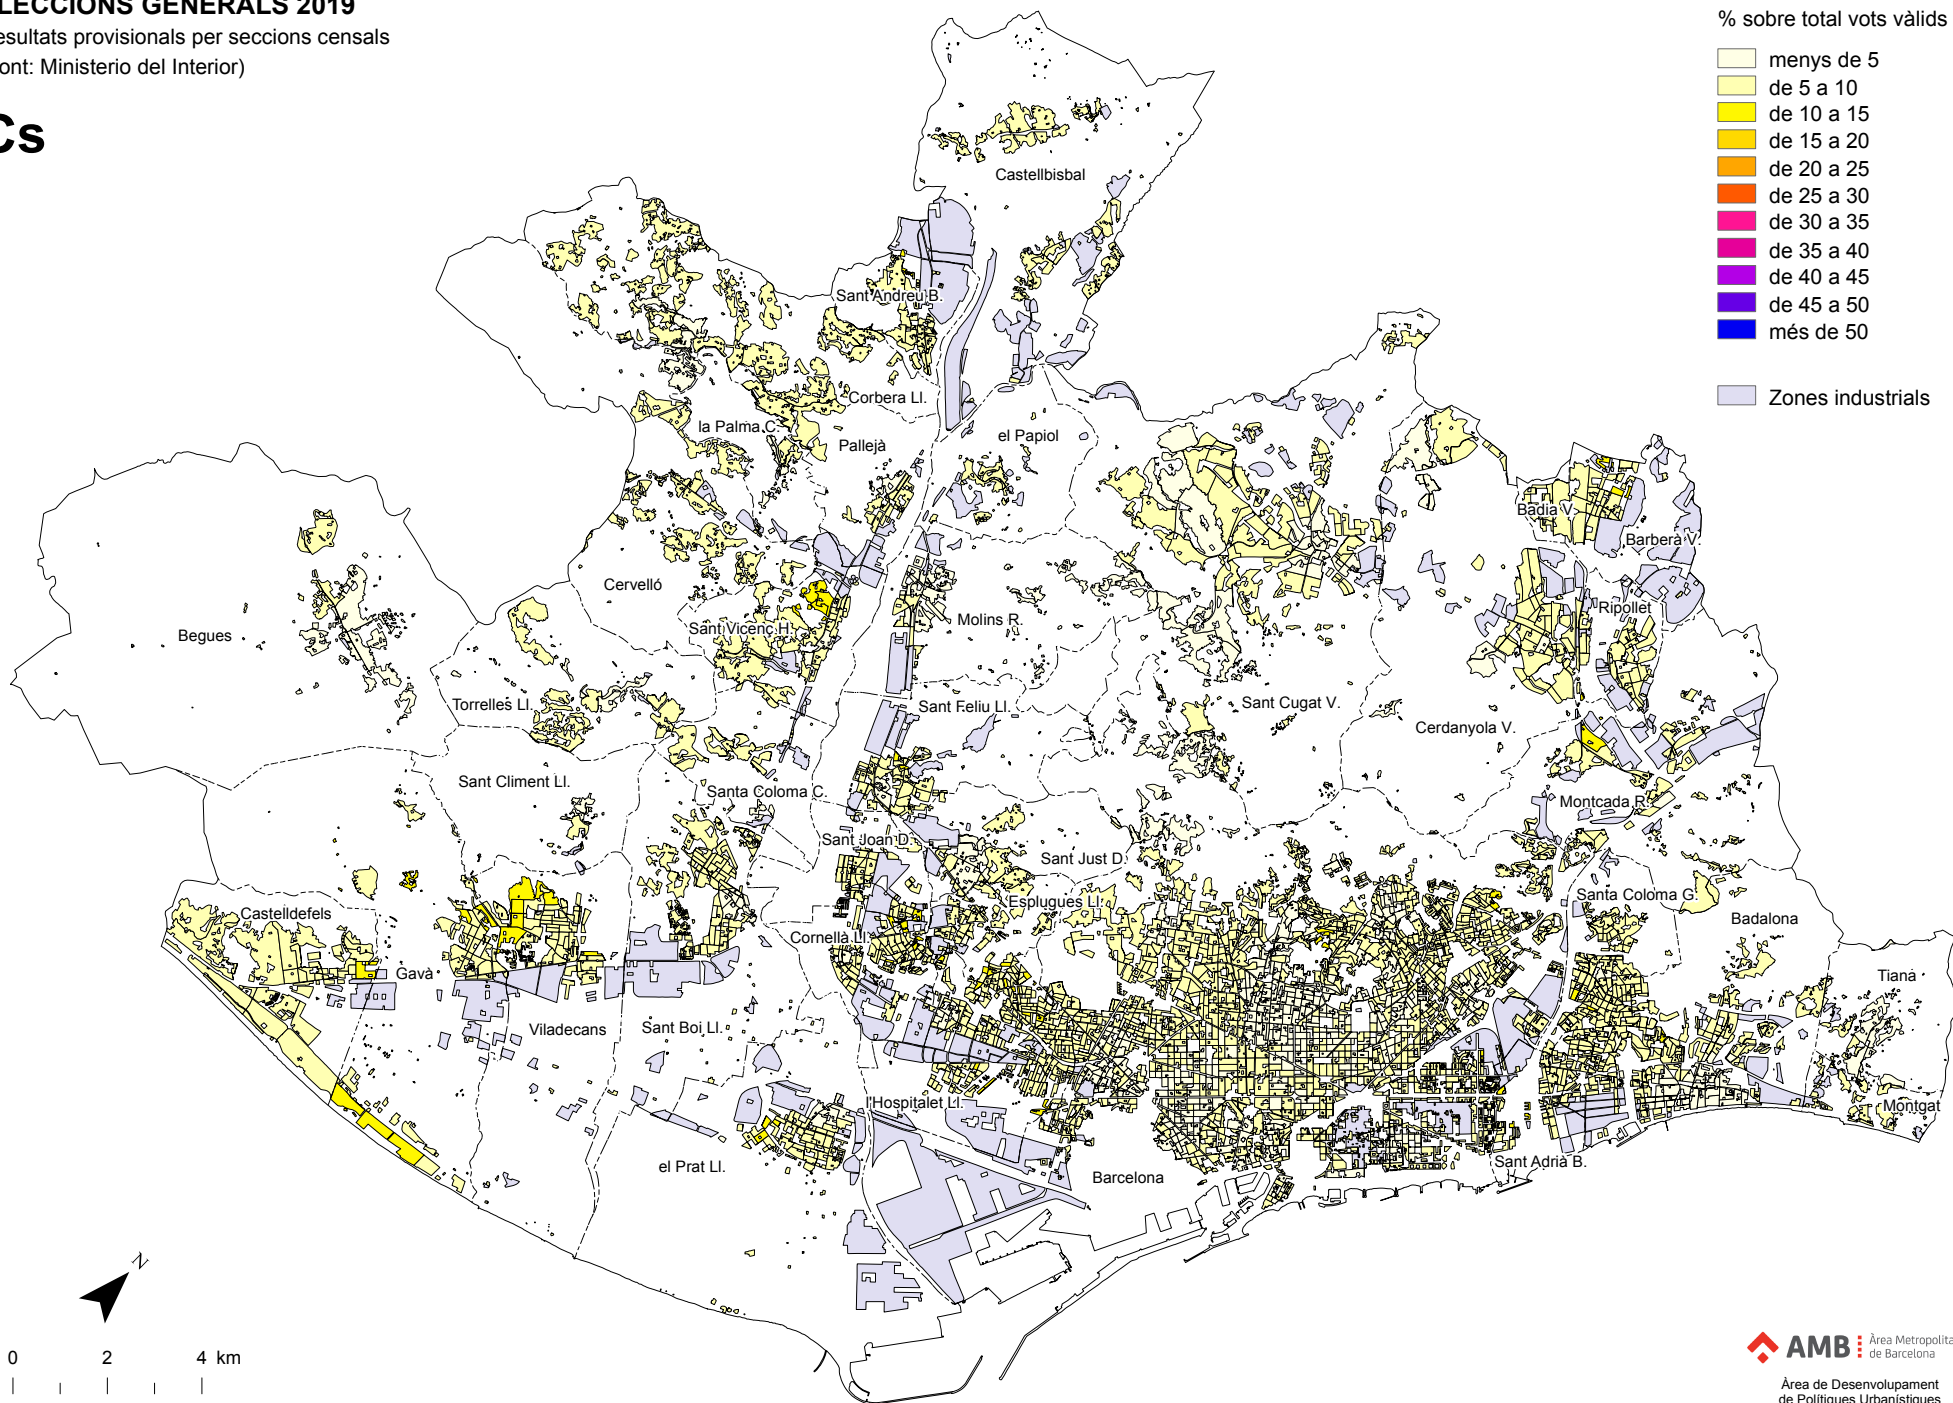 LECCIONS GENERALS 2019
esultats provisionals per seccions censals
ont: Ministerio del Interior)
Cs
% sobre total vots vàlids
menys de 5
de 5 a 10
de 10 a 15
de 15 a 20
de 20 a 25
de 25 a 30
de 30 a 35
de 35 a 40
de 40 a 45
de 45 a 50
més de 50
Zones industrials
Castellbisbal
Sant Andreu B.
Corbera Ll.
la Palma C.
Pallejà
el Papiol
Badia V.
Barberà V.
Cervelló
Ripollet
Molins R.
Sant Vicenç H.
Begues
Torrelles Ll.
Sant Feliu Ll.
Sant Cugat V.
Cerdanyola V.
Sant Climent Ll.
Santa Coloma C.
Montcada R.
Sant Joan D.
Sant Just D.
Santa Coloma G.
Esplugues Ll.
Castelldefels
Badalona
Cornellà Ll.
Gavà
Tiana
Viladecans
Sant Boi Ll.
l'Hospitalet Ll.
Montgat
el Prat Ll.
Barcelona
Sant Adrià B.
N
0 2 4 km
AMB
Àrea Metropolita
de Barcelona
Àrea de Desenvolupament
de Polítiques Urbanístiques